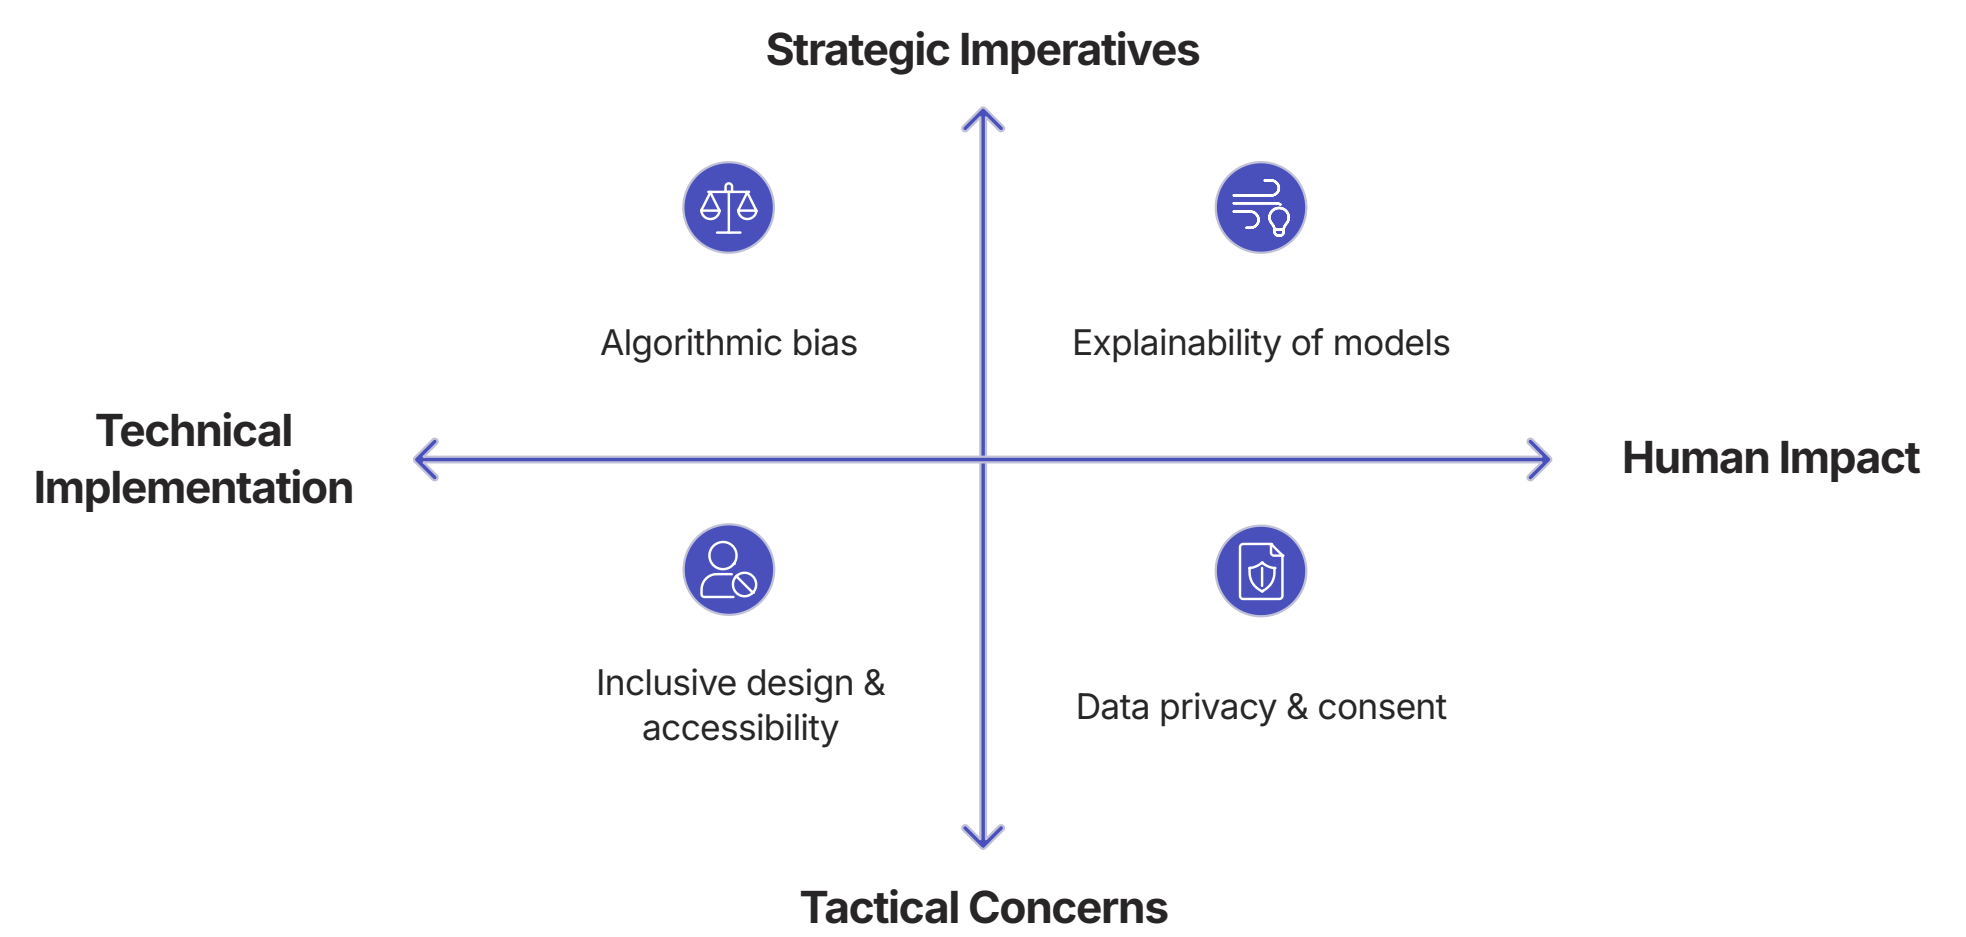 Strategic Imperatives
Algorithmic bias
Explainability of models
Technical
Implementation
Human Impact
Inclusive design &
accessibility
Data privacy & consent
Tactical Concerns